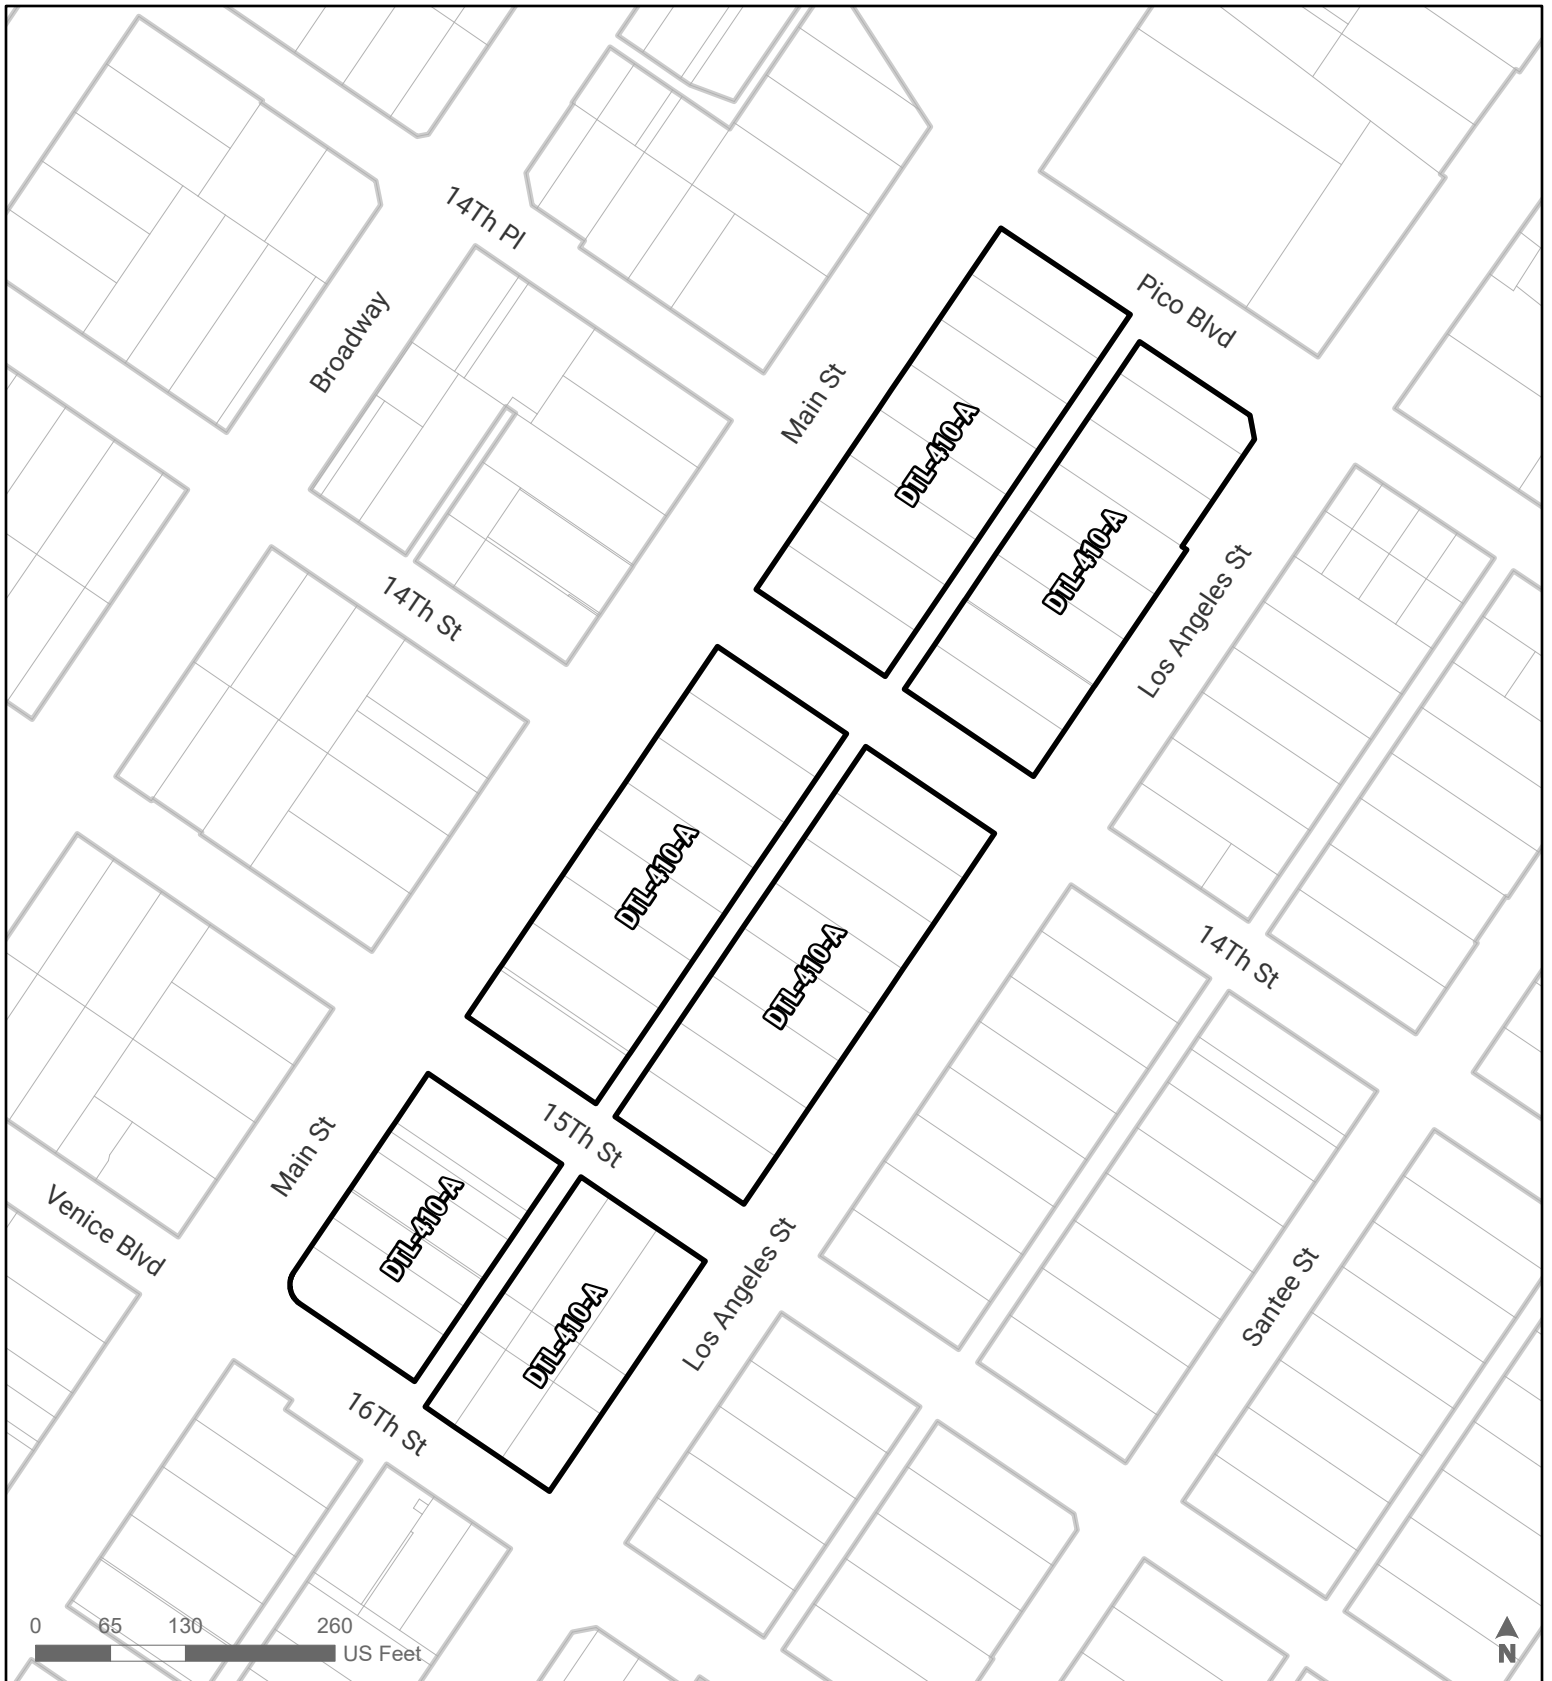 14Th Pl
Pico Blvd
Broadway
Main St
DTL-410-A
DTL-410-A
Los Angeles St
14Th St
DTL-410-A
DTL-410-A
14Th St
15Th St
Main St
DTL-410-A
Venice Blvd
DTL-410-A
Los Angeles St
Santee St
16Th St
0 65 130 260
US Feet
N